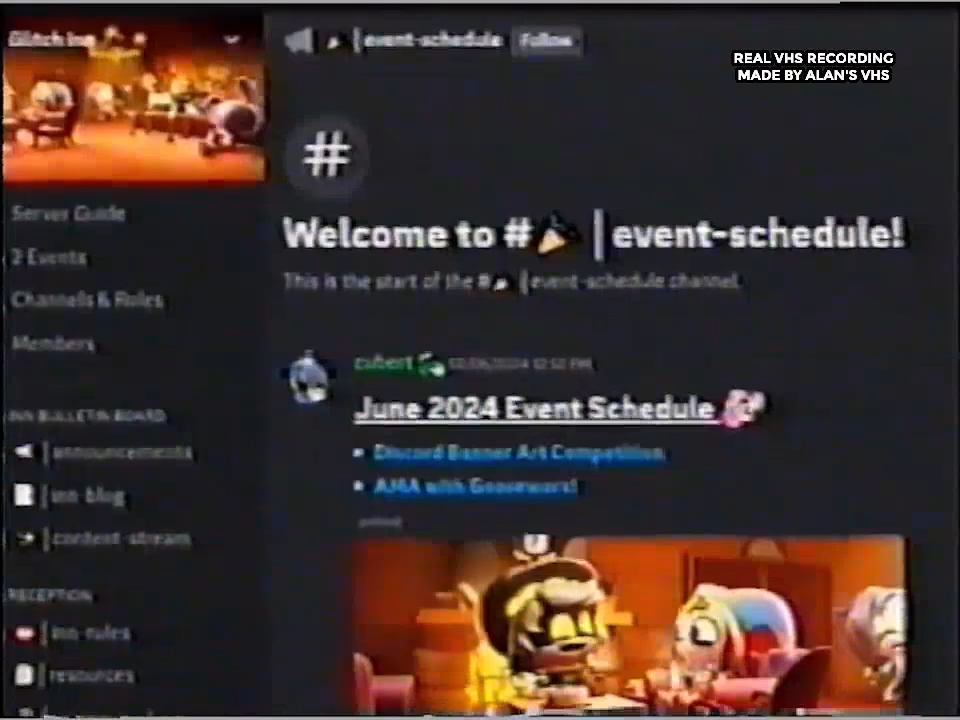 Glitch Inn
🎉 | event-schedule Follow
REAL VHS RECORDING
MADE BY ALAN'S VHS
#
Server Guide
Welcome to #🎉 | event-schedule!
2 Events
This is the start of the #🎉 | event-schedule channel.
Channels & Roles
Members
cubert
June 2024 Event Schedule
INN BULLETIN BOARD
| announcements
• Discord Banner Art Competition
| inn-blog
• AMA with Gooseworx!
| content-stream
RECEPTION
| inn-rules
| resources